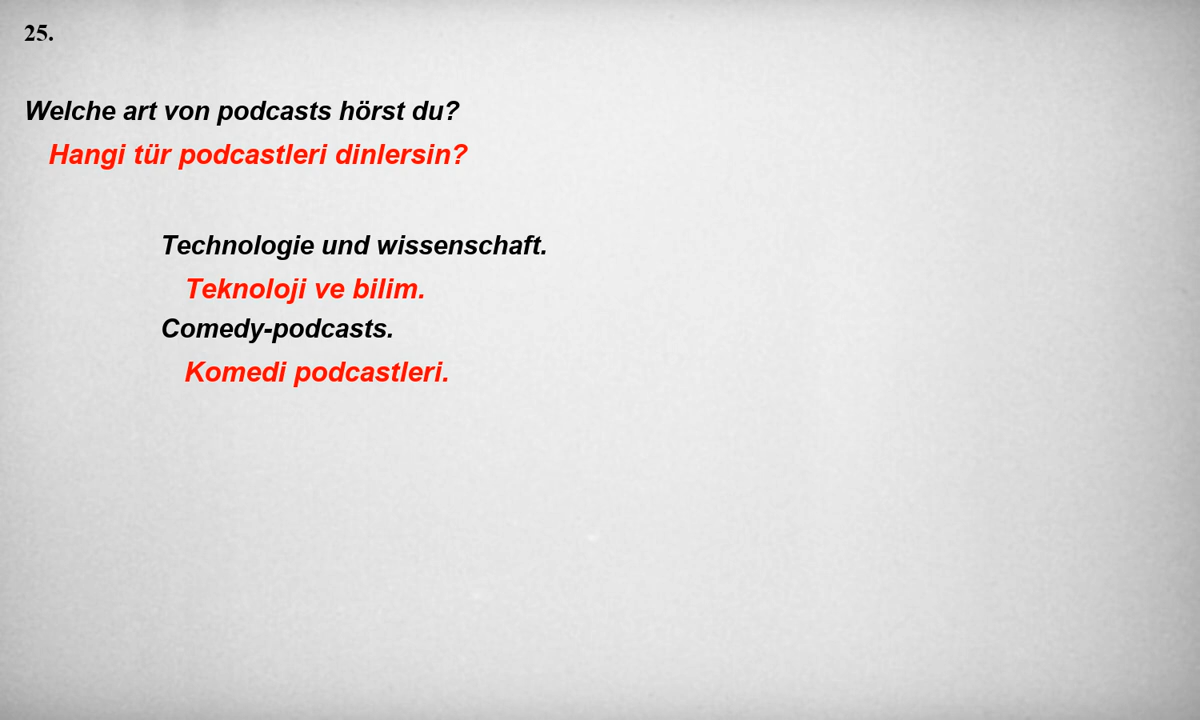 25.
Welche art von podcasts hörst du?
Hangi tür podcastleri dinlersin?
Technologie und wissenschaft.
Teknoloji ve bilim.
Comedy-podcasts.
Komedi podcastleri.